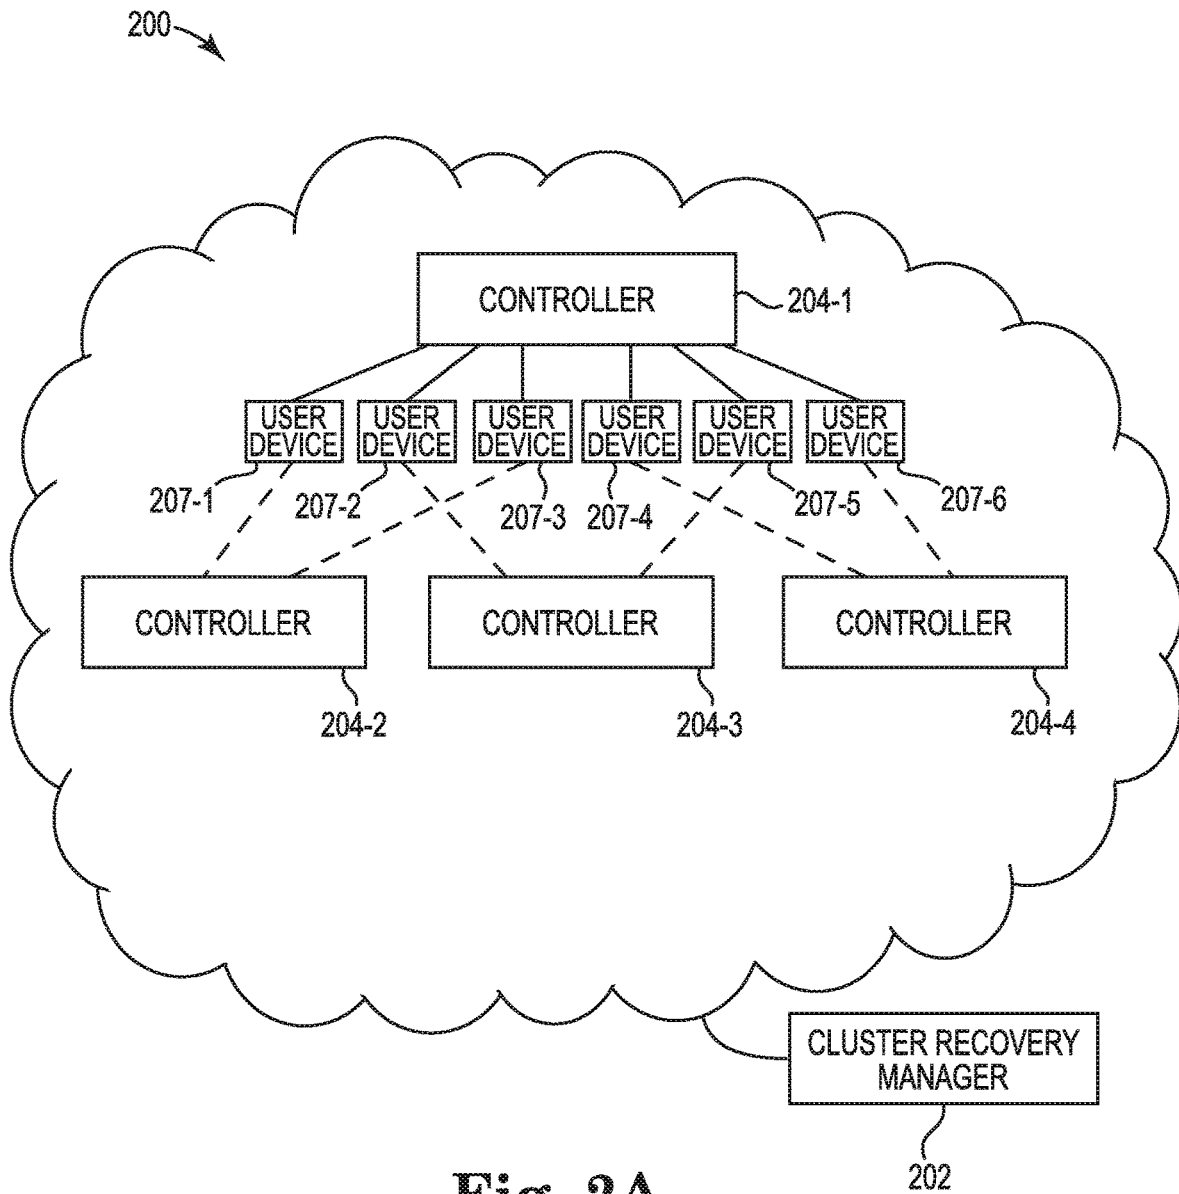 200
CONTROLLER
204-1
USER DEVICE
USER DEVICE
USER DEVICE
USER DEVICE
USER DEVICE
USER DEVICE
207-1
207-2
207-3
207-4
207-5
207-6
CONTROLLER
CONTROLLER
CONTROLLER
204-2
204-3
204-4
CLUSTER RECOVERY
MANAGER
202
Fig. 2A